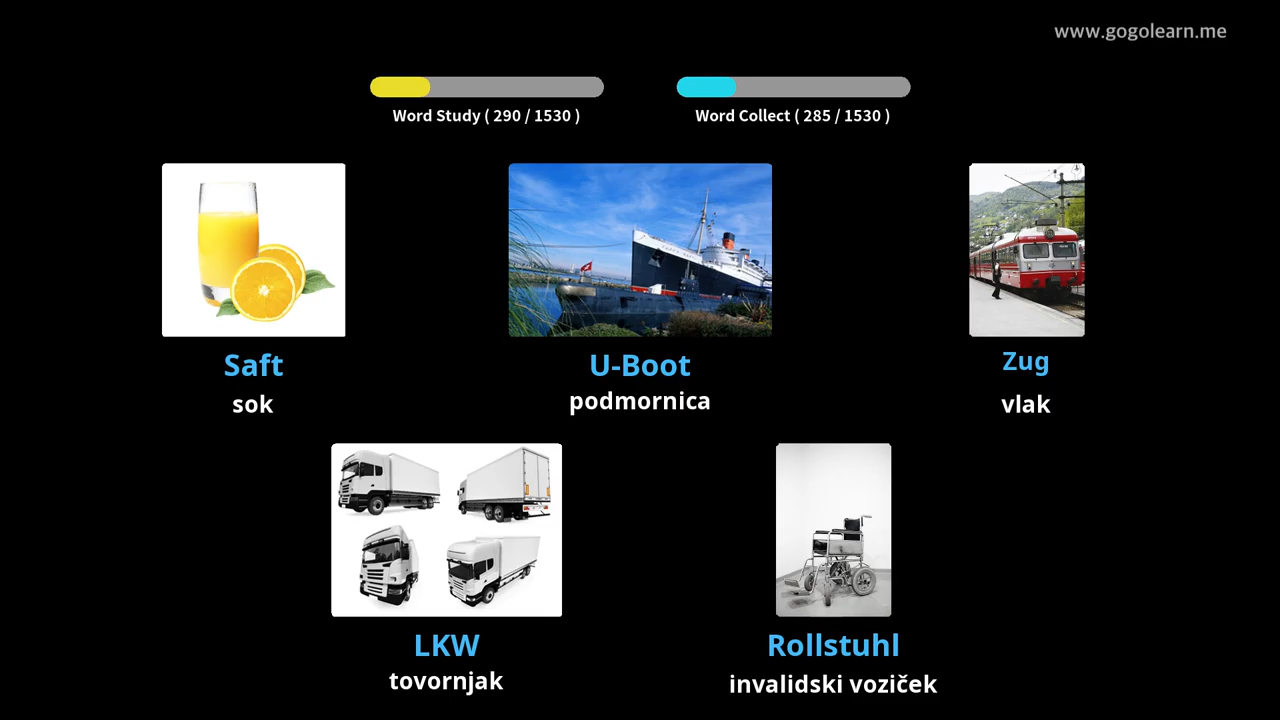 www.gogolearn.me
Word Study ( 290 / 1530 )
Word Collect ( 285 / 1530 )
Saft
sok
U-Boot
podmornica
Zug
vlak
LKW
tovornjak
Rollstuhl
invalidski voziček